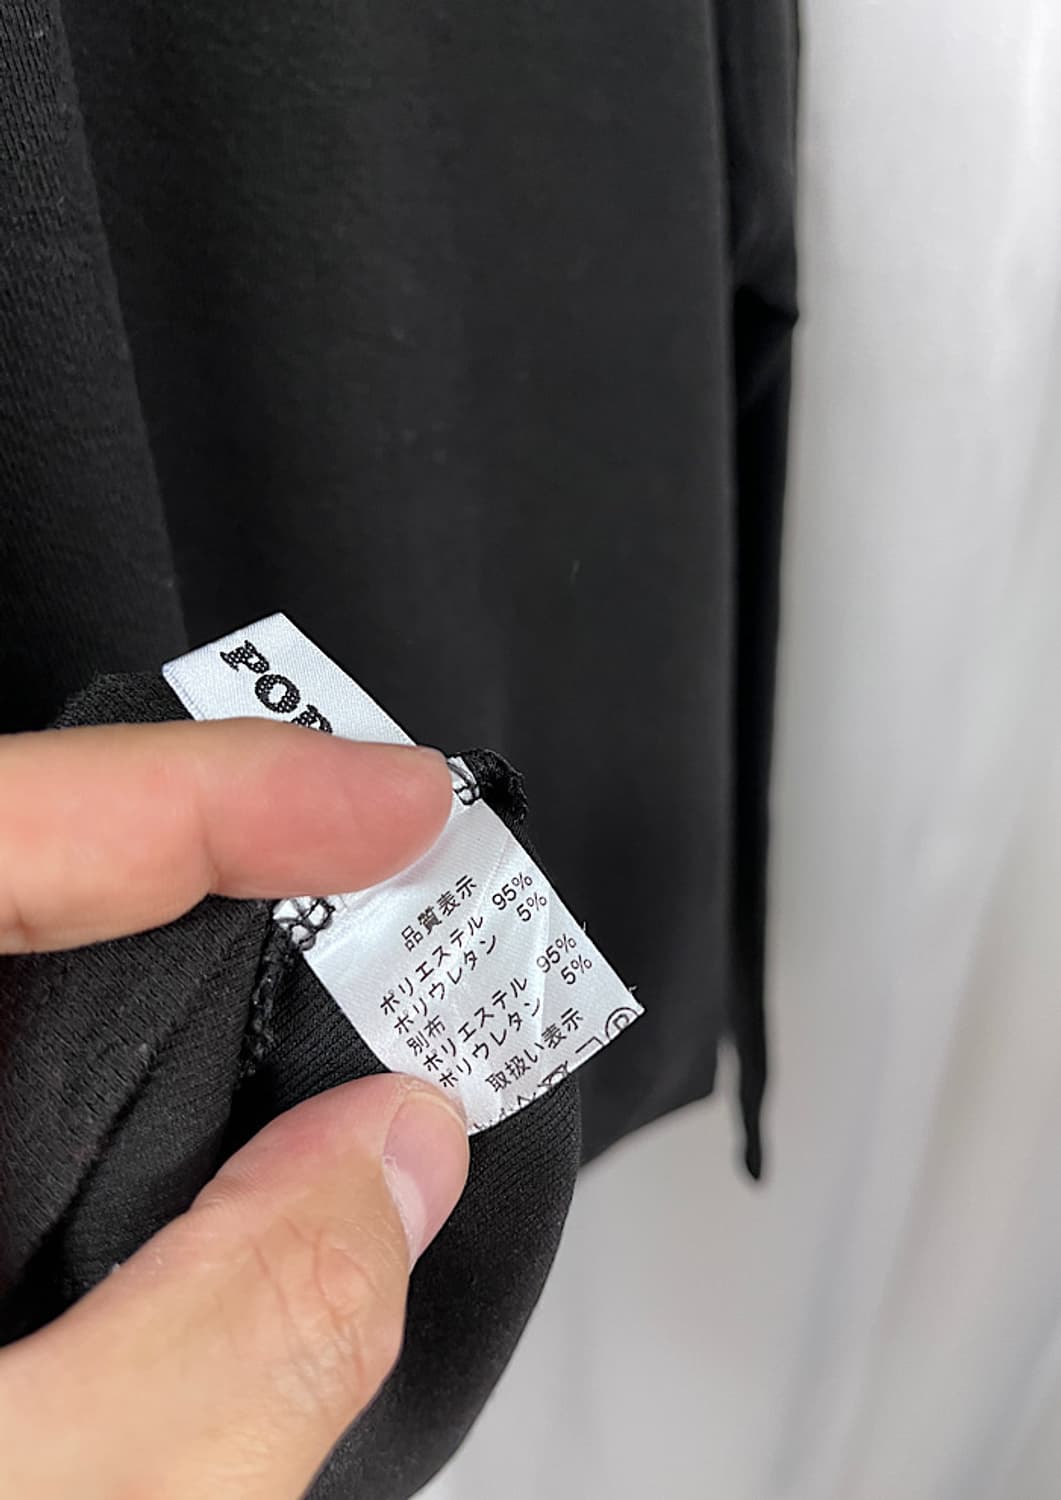 POP
品質表示
ポリエステル 95%
ポリウレタン 5%
別布
ポリエステル 95%
ポリウレタン 5%
取扱い表示